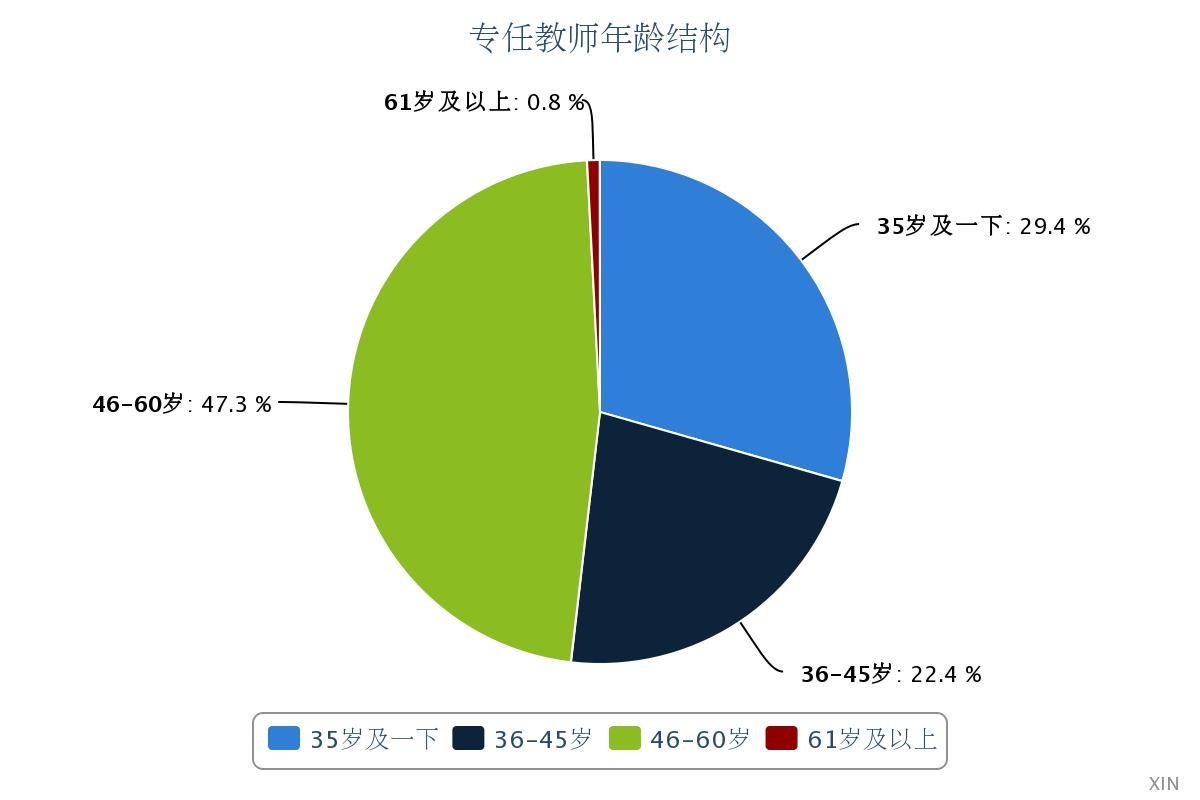 专任教师年龄结构
61岁及以上: 0.8 %
35岁及一下: 29.4 %
46-60岁: 47.3 %
36-45岁: 22.4 %
35岁及一下 36-45岁 46-60岁 61岁及以上
XIN